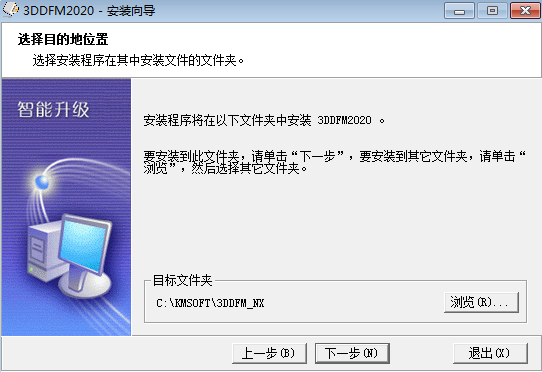 3DDFM2020 - 安装向导
选择目的地位置
选择安装程序在其中安装文件的文件夹。
智能升级
安装程序将在以下文件夹中安装 3DDFM2020 。
要安装到此文件夹，请单击“下一步”，要安装到其它文件夹，请单击“
浏览”，然后选择其它文件夹。
目标文件夹
C:\KMSOFT\3DDFM_NX
浏览(R)...
上一步(B)
下一步(N)
退出(X)